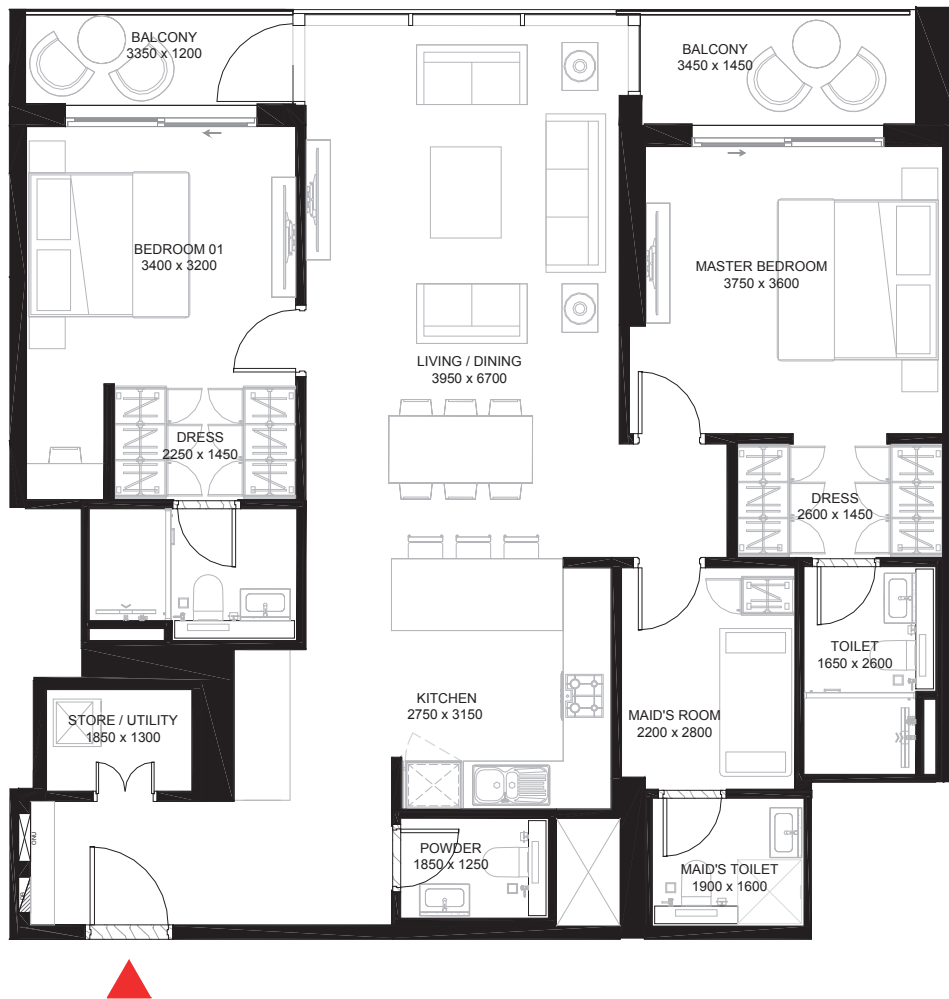 BALCONY
3350 x 1200
BALCONY
3450 x 1450
BEDROOM 01
3400 x 3200
MASTER BEDROOM
3750 x 3600
LIVING / DINING
3950 x 6700
DRESS
2250 x 1450
DRESS
2600 x 1450
TOILET
1650 x 2600
KITCHEN
2750 x 3150
MAID'S ROOM
2200 x 2800
STORE / UTILITY
1850 x 1300
ONU
POWDER
1850 x 1250
MAID'S TOILET
1900 x 1600